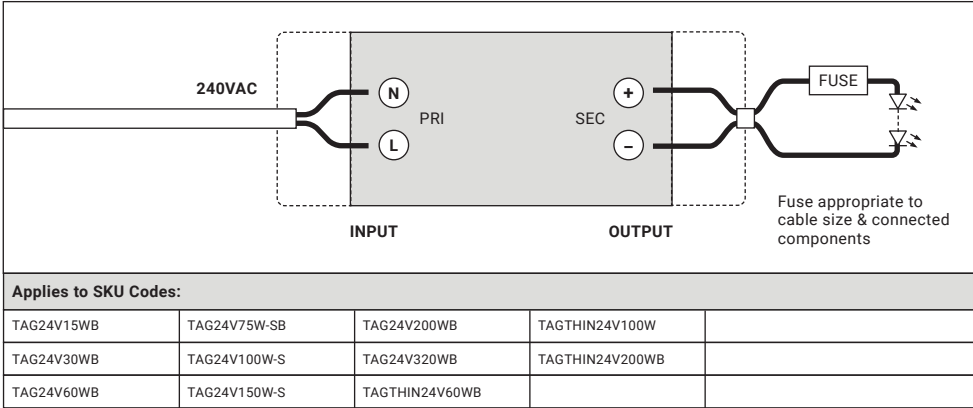 240VAC
N
L
PRI
SEC
+
–
FUSE
INPUT
OUTPUT
Fuse appropriate to
cable size & connected
components
Applies to SKU Codes:
TAG24V15WB TAG24V75W-SB TAG24V200WB TAGTHIN24V100W
TAG24V30WB TAG24V100W-S TAG24V320WB TAGTHIN24V200WB
TAG24V60WB TAG24V150W-S TAGTHIN24V60WB